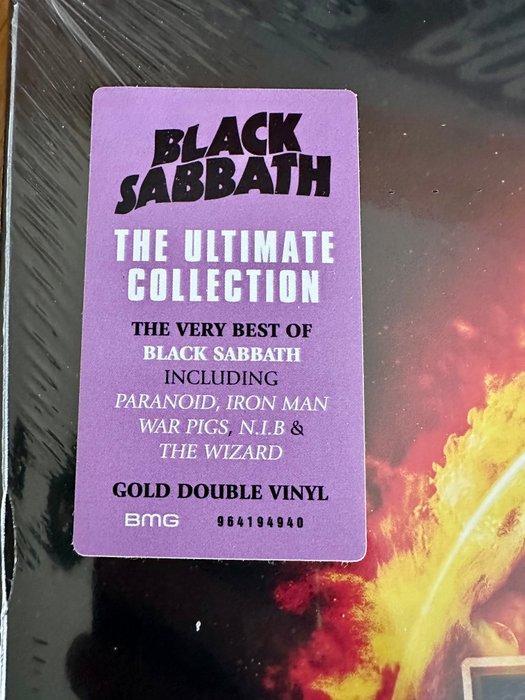 BLACK
SABBATH
THE ULTIMATE
COLLECTION
THE VERY BEST OF
BLACK SABBATH
INCLUDING
PARANOID, IRON MAN
WAR PIGS, N.I.B &
THE WIZARD
GOLD DOUBLE VINYL
BMG 964194940